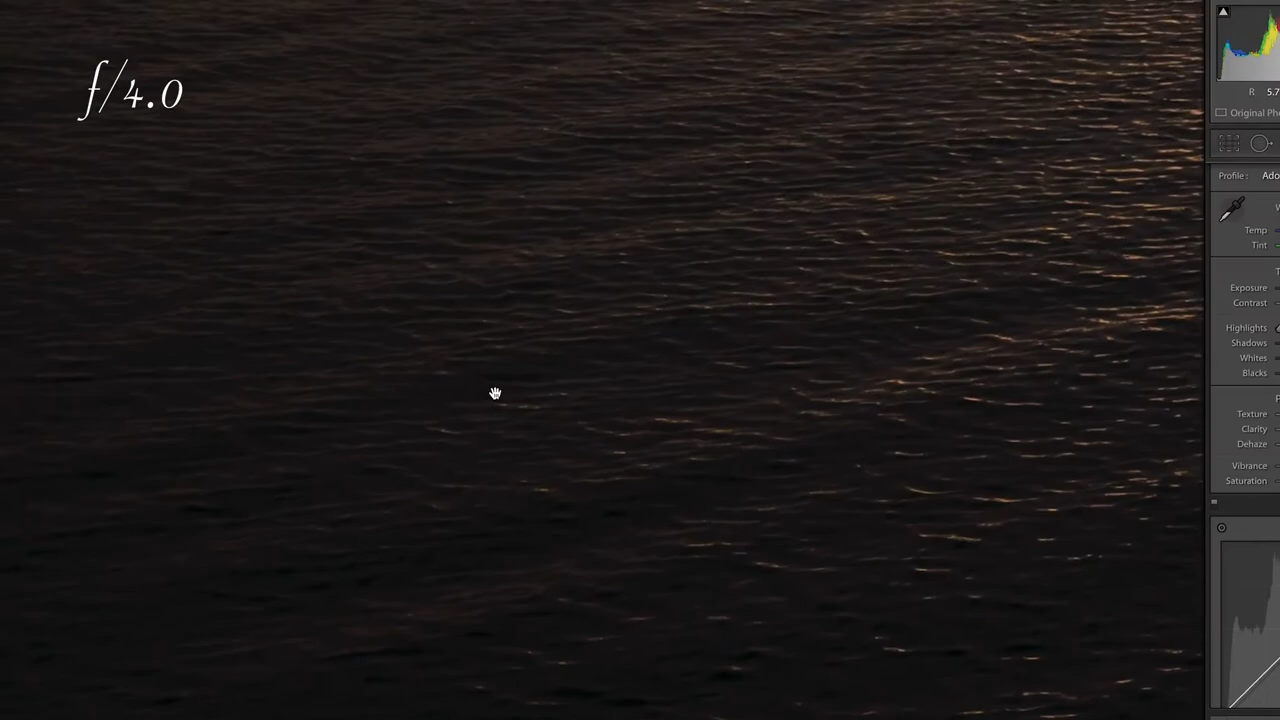 f/4.0
R 5.7
Original Ph
Profile : Ado
Temp
Tint
Exposure
Contrast
Highlights
Shadows
Whites
Blacks
Texture
Clarity
Dehaze
Vibrance
Saturation